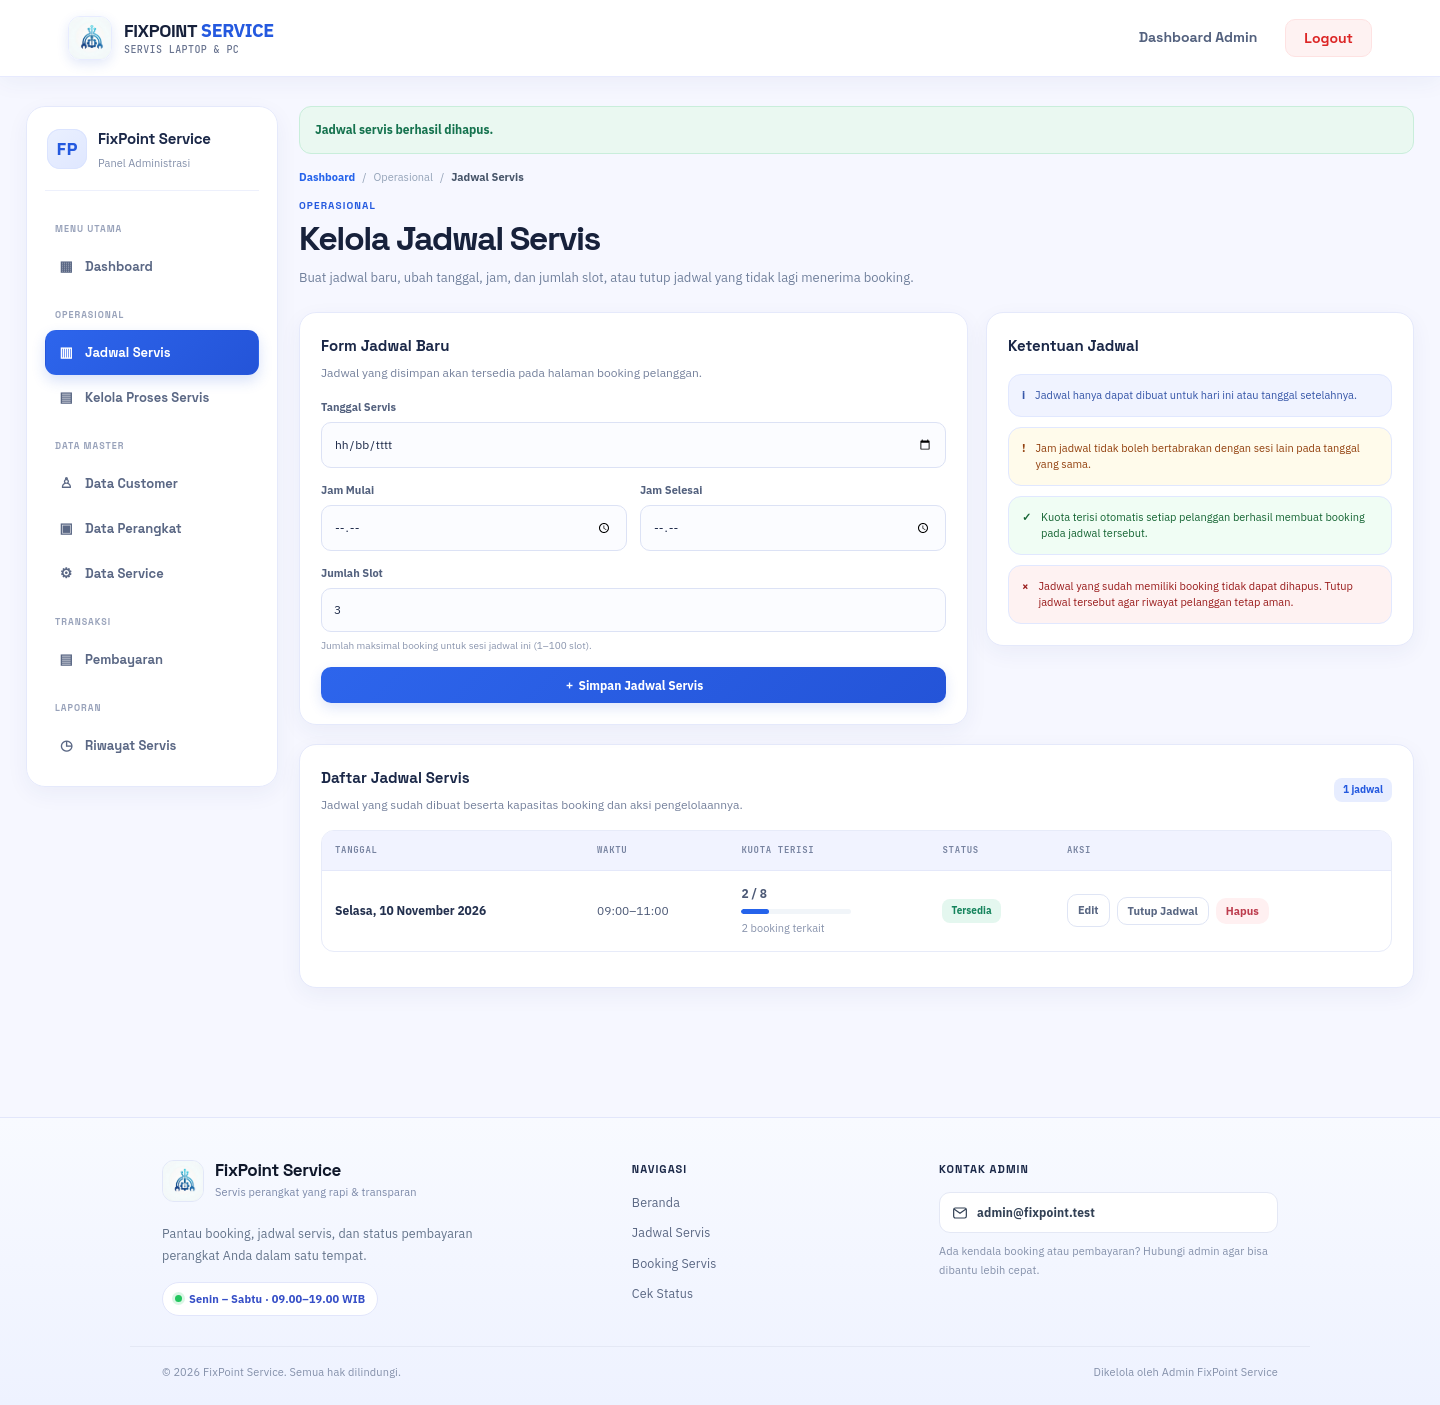 FIXPOINT SERVICE
SERVIS LAPTOP & PC
Dashboard Admin
Logout
FP
FixPoint Service
Panel Administrasi
MENU UTAMA
Dashboard
OPERASIONAL
Jadwal Servis
Kelola Proses Servis
DATA MASTER
Data Customer
Data Perangkat
Data Service
TRANSAKSI
Pembayaran
LAPORAN
Riwayat Servis
Jadwal servis berhasil dihapus.
Dashboard / Operasional / Jadwal Servis
OPERASIONAL
Kelola Jadwal Servis
Buat jadwal baru, ubah tanggal, jam, dan jumlah slot, atau tutup jadwal yang tidak lagi menerima booking.
Form Jadwal Baru
Jadwal yang disimpan akan tersedia pada halaman booking pelanggan.
Tanggal Servis
hh/bb/tttt
Jam Mulai
Jam Selesai
--.--
--.--
Jumlah Slot
3
Jumlah maksimal booking untuk sesi jadwal ini (1–100 slot).
+ Simpan Jadwal Servis
Ketentuan Jadwal
i Jadwal hanya dapat dibuat untuk hari ini atau tanggal setelahnya.
! Jam jadwal tidak boleh bertabrakan dengan sesi lain pada tanggal
yang sama.
✓ Kuota terisi otomatis setiap pelanggan berhasil membuat booking
pada jadwal tersebut.
× Jadwal yang sudah memiliki booking tidak dapat dihapus. Tutup
jadwal tersebut agar riwayat pelanggan tetap aman.
Daftar Jadwal Servis
Jadwal yang sudah dibuat beserta kapasitas booking dan aksi pengelolaannya.
1 jadwal
TANGGAL WAKTU KUOTA TERISI STATUS AKSI
Selasa, 10 November 2026 09:00–11:00 2 / 8 Tersedia Edit Tutup Jadwal Hapus
2 booking terkait
FixPoint Service
Servis perangkat yang rapi & transparan
Pantau booking, jadwal servis, dan status pembayaran
perangkat Anda dalam satu tempat.
Senin – Sabtu · 09.00–19.00 WIB
NAVIGASI
Beranda
Jadwal Servis
Booking Servis
Cek Status
KONTAK ADMIN
admin@fixpoint.test
Ada kendala booking atau pembayaran? Hubungi admin agar bisa
dibantu lebih cepat.
© 2026 FixPoint Service. Semua hak dilindungi.
Dikelola oleh Admin FixPoint Service